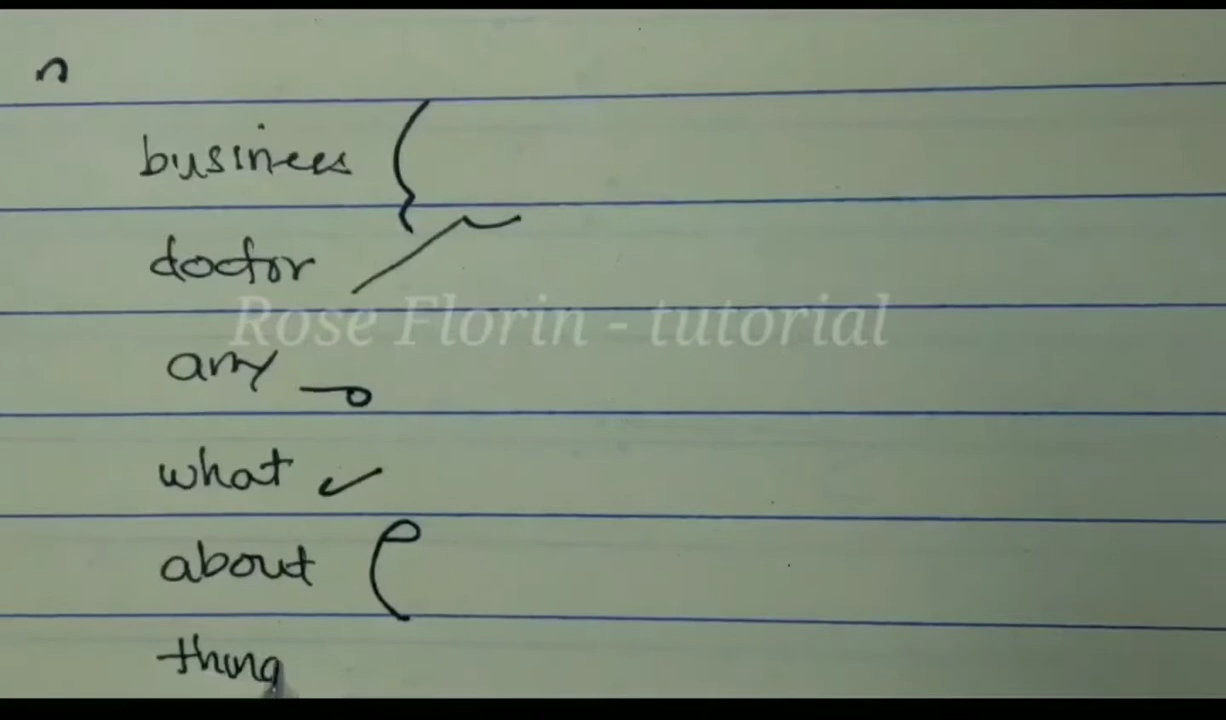 n
business
doctor
Rose Florin - tutorial
any
what
about
thing